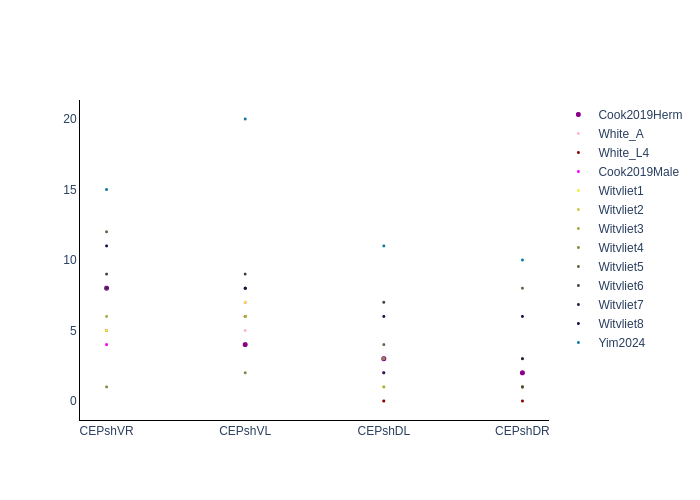 20
15
10
5
0
CEPshVR CEPshVL CEPshDL CEPshDR
Cook2019Herm
White_A
White_L4
Cook2019Male
Witvliet1
Witvliet2
Witvliet3
Witvliet4
Witvliet5
Witvliet6
Witvliet7
Witvliet8
Yim2024